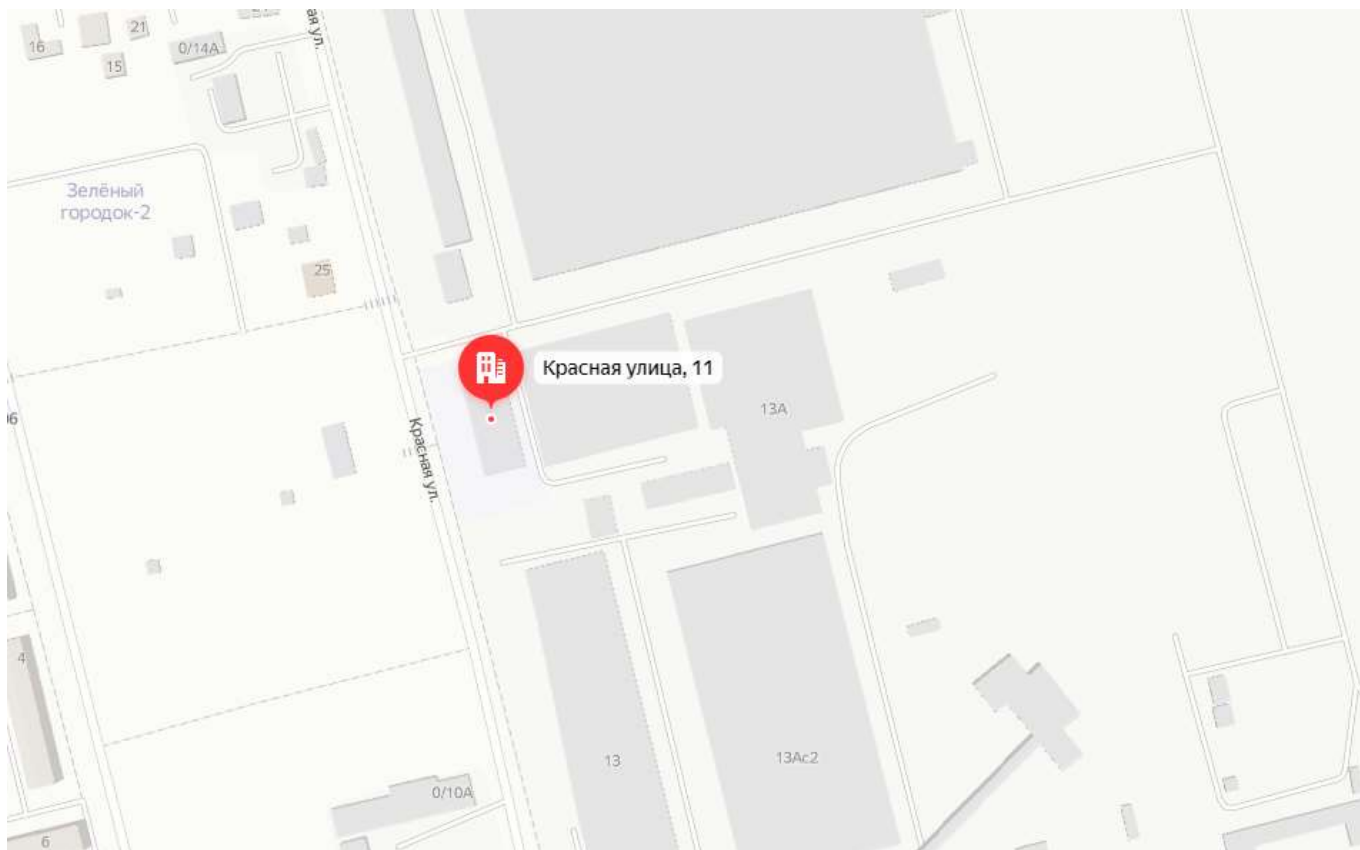 21
16
15
0/14А
ая ул.
Зелёный
городок-2
25
Красная улица, 11
13А
Красная ул.
4
13
13Ас2
0/10А
6